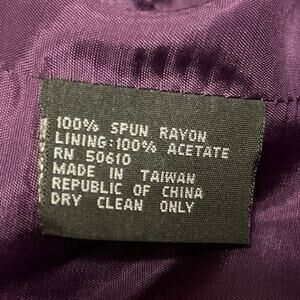 100% SPUN RAYON
LINING:100% ACETATE
RN 50610
MADE IN TAIWAN
REPUBLIC OF CHINA
DRY CLEAN ONLY